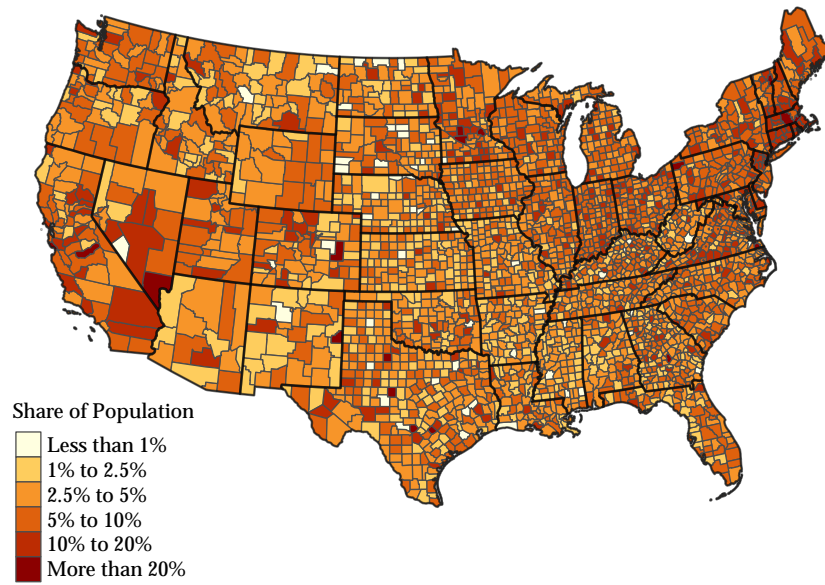 Share of Population
Less than 1%
1% to 2.5%
2.5% to 5%
5% to 10%
10% to 20%
More than 20%